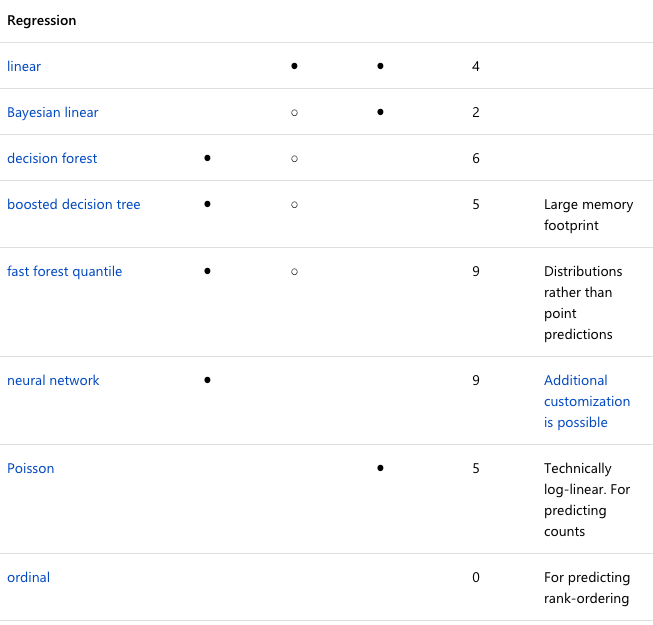 Regression
linear ● ● 4
Bayesian linear ○ ● 2
decision forest ● ○ 6
boosted decision tree ● ○ 5 Large memory
footprint
fast forest quantile ● ○ 9 Distributions
rather than
point
predictions
neural network ● 9 Additional
customization
is possible
Poisson ● 5 Technically
log-linear. For
predicting
counts
ordinal 0 For predicting
rank-ordering